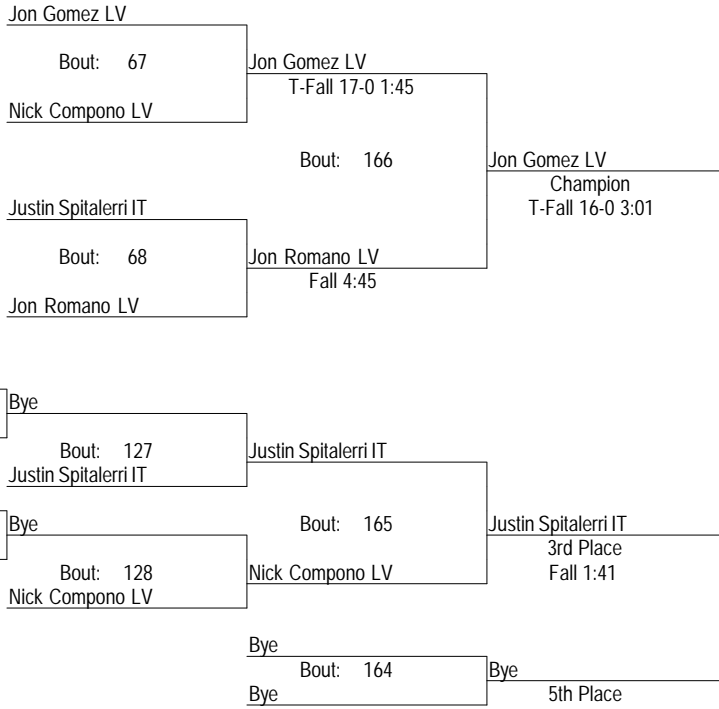 Jon Gomez LV
Bout: 67
Jon Gomez LV
T-Fall 17-0 1:45
Nick Compono LV
Bout: 166
Jon Gomez LV
Champion
T-Fall 16-0 3:01
Justin Spitalerri IT
Bout: 68
Jon Romano LV
Fall 4:45
Jon Romano LV
Bye
Bout: 127
Justin Spitalerri IT
Justin Spitalerri IT
Bye
Bout: 165
Justin Spitalerri IT
3rd Place
Bout: 128
Nick Compono LV
Fall 1:41
Nick Compono LV
Bye
Bout: 164
Bye
Bye
5th Place